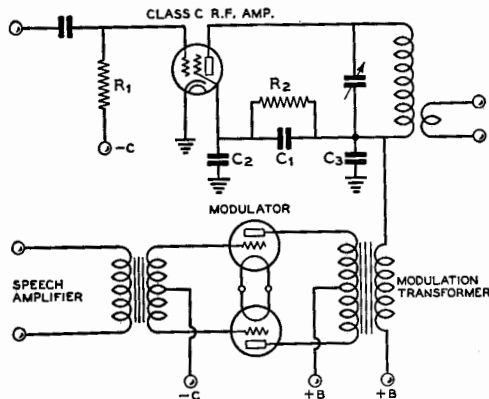 CLASS C R.F. AMP.
R1
R2
-C
C2
C1
C3
MODULATOR
SPEECH
AMPLIFIER
MODULATION
TRANSFORMER
-C
+B
+B